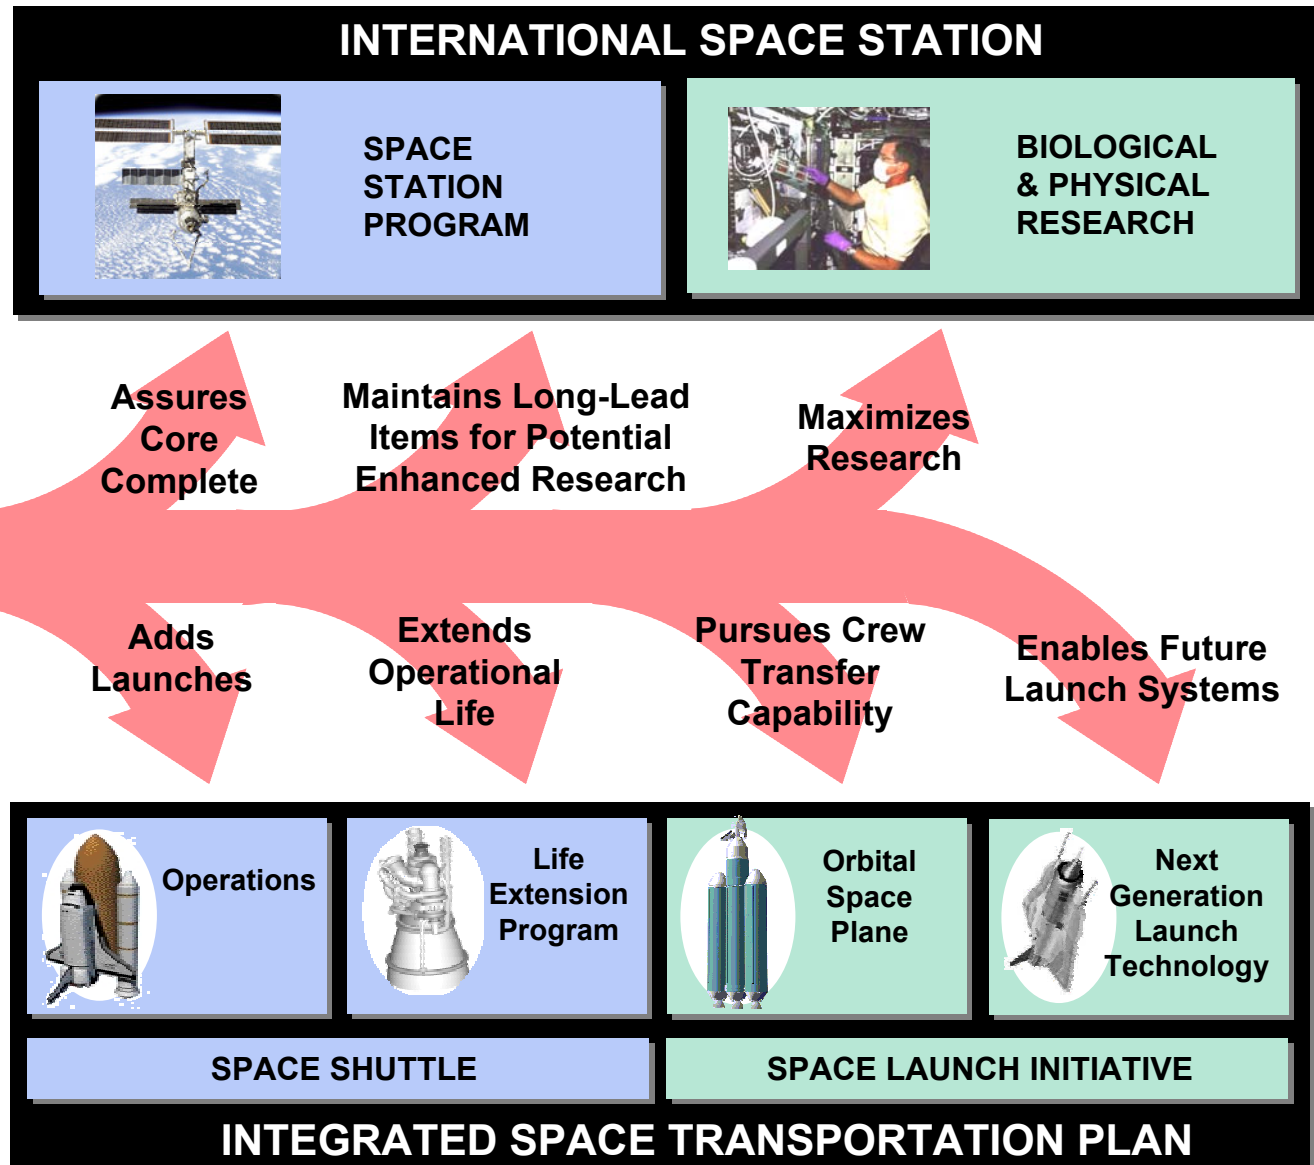 INTERNATIONAL SPACE STATION
SPACE
STATION
PROGRAM
BIOLOGICAL
& PHYSICAL
RESEARCH
Assures
Core
Complete
Maintains Long-Lead
Items for Potential
Enhanced Research
Maximizes
Research
Adds
Launches
Extends
Operational
Life
Pursues Crew
Transfer
Capability
Enables Future
Launch Systems
Operations
Life
Extension
Program
Orbital
Space
Plane
Next
Generation
Launch
Technology
SPACE SHUTTLE
SPACE LAUNCH INITIATIVE
INTEGRATED SPACE TRANSPORTATION PLAN